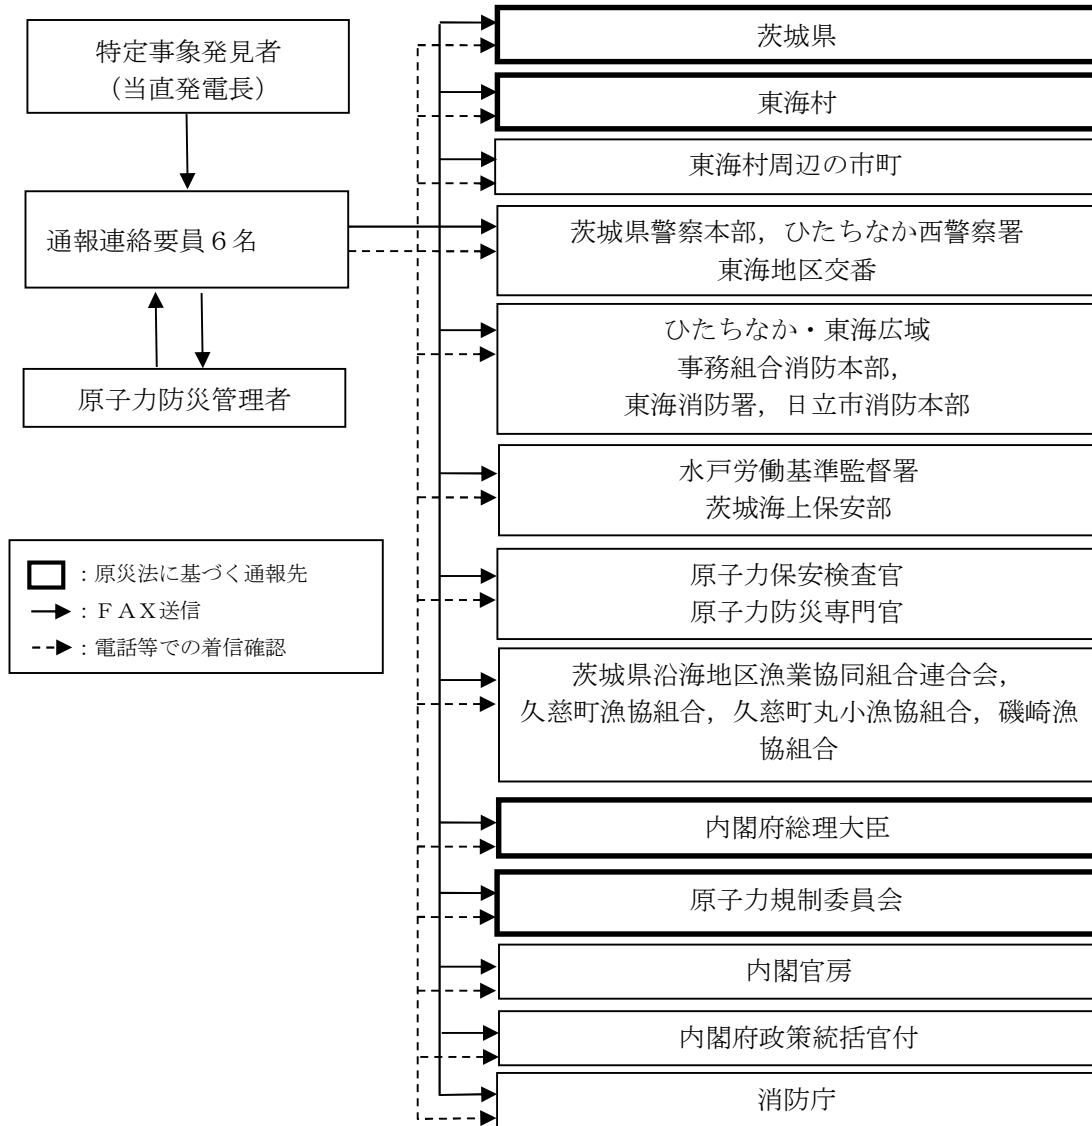 特定事象発見者
（当直発電長）
通報連絡要員６名
原子力防災管理者
：原災法に基づく通報先
：ＦＡＸ送信
：電話等での着信確認
茨城県
東海村
東海村周辺の市町
茨城県警察本部，ひたちなか西警察署
東海地区交番
ひたちなか・東海広域
事務組合消防本部，
東海消防署，日立市消防本部
水戸労働基準監督署
茨城海上保安部
原子力保安検査官
原子力防災専門官
茨城県沿海地区漁業協同組合連合会，
久慈町漁協組合，久慈町丸小漁協組合，磯崎漁
協組合
内閣府総理大臣
原子力規制委員会
内閣官房
内閣府政策統括官付
消防庁